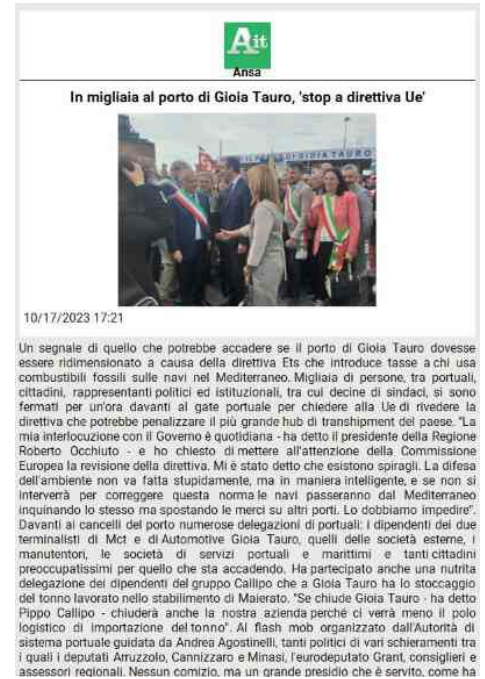 Ait
Ansa
In migliaia al porto di Gioia Tauro, 'stop a direttiva Ue'
PORTO DI GIOIA TAURO
10/17/2023 17:21
Un segnale di quello che potrebbe accadere se il porto di Gioia Tauro dovesse
essere ridimensionato a causa della direttiva Ets che introduce tasse a chi usa
combustibili fossili sulle navi nel Mediterraneo. Migliaia di persone, tra portuali,
cittadini, rappresentanti politici ed istituzionali, tra cui decine di sindaci, si sono
fermati per un'ora davanti al gate portuale per chiedere alla Ue di rivedere la
direttiva che potrebbe penalizzare il più grande hub di transhipment del paese. "La
mia interlocuzione con il Governo è quotidiana - ha detto il presidente della Regione
Roberto Occhiuto - e ho chiesto di mettere all'attenzione della Commissione
Europea la revisione della direttiva. Mi è stato detto che esistono spiragli. La difesa
dell'ambiente non va fatta stupidamente, ma in maniera intelligente, e se non si
interverrà per correggere questa norma le navi passeranno dal Mediterraneo
inquinando lo stesso ma spostando le merci su altri porti. Lo dobbiamo impedire".
Davanti ai cancelli del porto numerose delegazioni di portuali: i dipendenti dei due
terminalisti di Mct e di Automotive Gioia Tauro, quelli delle società esterne, i
manutentori, le società di servizi portuali e marittimi e tanti cittadini
preoccupatissimi per quello che sta accadendo. Ha partecipato anche una nutrita
delegazione dei dipendenti del gruppo Callipo che a Gioia Tauro ha lo stoccaggio
del tonno lavorato nello stabilimento di Maierato. "Se chiude Gioia Tauro - ha detto
Pippo Callipo - chiuderà anche la nostra azienda perché ci verrà meno il polo
logistico di importazione del tonno". Al flash mob organizzato dall'Autorità di
sistema portuale guidata da Andrea Agostinelli, tanti politici di vari schieramenti tra
i quali i deputati Arruzzolo, Cannizzaro e Minasi, l'eurodeputato Grant, consiglieri e
assessori regionali. Nessun comizio, ma un grande presidio che è servito, come ha